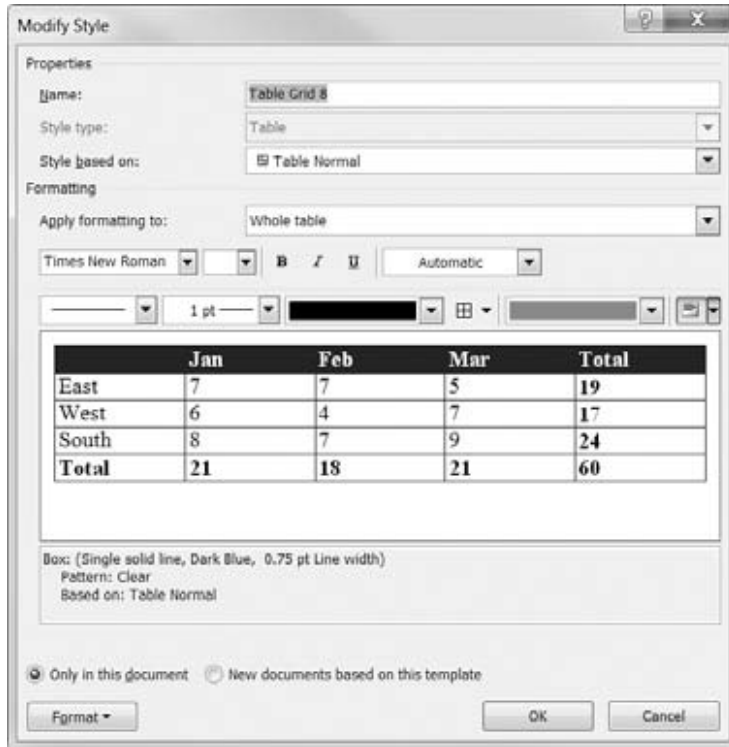 Modify Style
Properties
Name: Table Grid 8
Style type: Table
Style based on: Table Normal
Formatting
Apply formatting to: Whole table
Times New Roman B I U Automatic
1 pt
Jan Feb Mar Total
East 7 7 5 19
West 6 4 7 17
South 8 7 9 24
Total 21 18 21 60
Box: (Single solid line, Dark Blue, 0.75 pt Line width)
Pattern: Clear
Based on: Table Normal
Only in this document New documents based on this template
Format OK Cancel